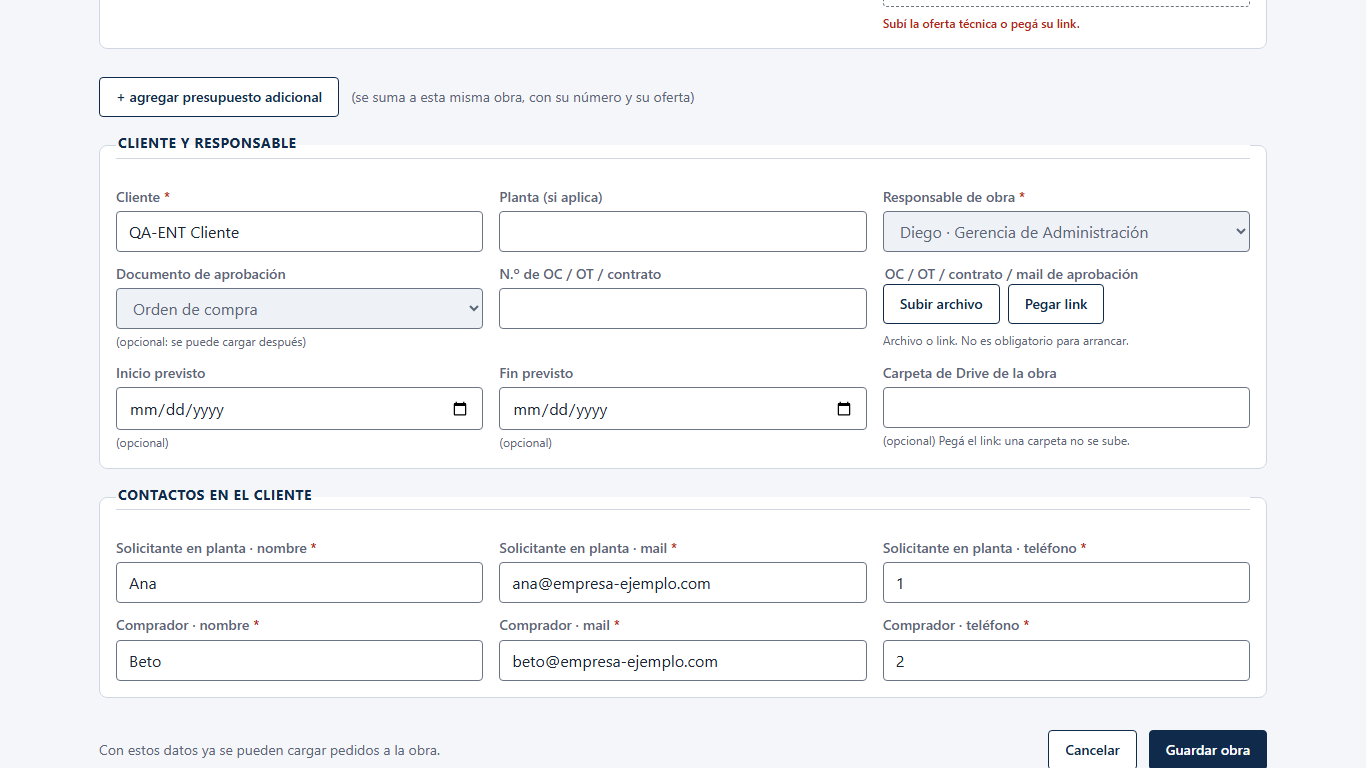 Subí la oferta técnica o pegá su link.
+ agregar presupuesto adicional (se suma a esta misma obra, con su número y su oferta)
CLIENTE Y RESPONSABLE
Cliente * Planta (si aplica) Responsable de obra *
QA-ENT Cliente Diego · Gerencia de Administración
Documento de aprobación N.º de OC / OT / contrato OC / OT / contrato / mail de aprobación
Orden de compra Subir archivo Pegar link
(opcional: se puede cargar después) Archivo o link. No es obligatorio para arrancar.
Inicio previsto Fin previsto Carpeta de Drive de la obra
mm/dd/yyyy mm/dd/yyyy
(opcional) (opcional) (opcional) Pegá el link: una carpeta no se sube.
CONTACTOS EN EL CLIENTE
Solicitante en planta · nombre * Solicitante en planta · mail * Solicitante en planta · teléfono *
Ana ana@empresa-ejemplo.com 1
Comprador · nombre * Comprador · mail * Comprador · teléfono *
Beto beto@empresa-ejemplo.com 2
Con estos datos ya se pueden cargar pedidos a la obra. Cancelar Guardar obra